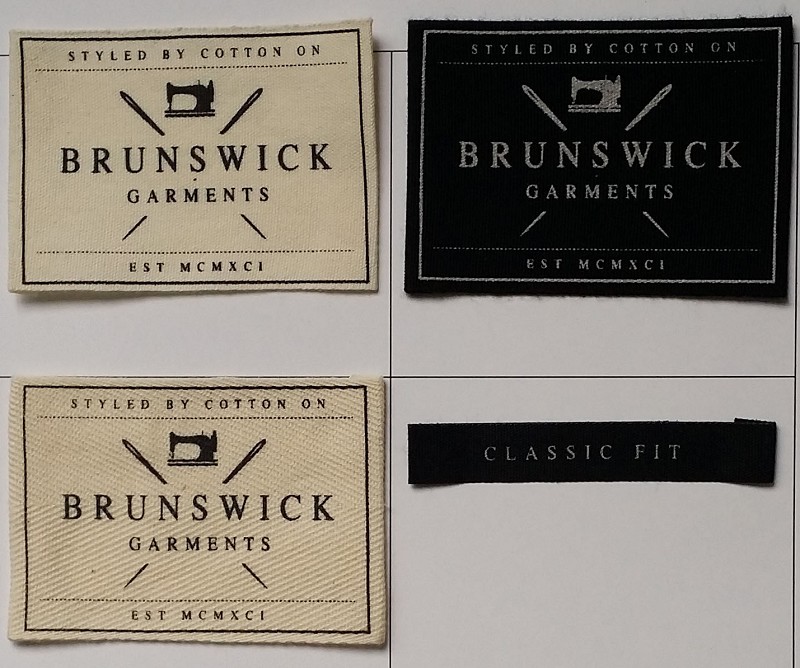 STYLED BY COTTON ON
BRUNSWICK
GARMENTS
EST MCMXCI
STYLED BY COTTON ON
BRUNSWICK
GARMENTS
EST MCMXCI
STYLED BY COTTON ON
BRUNSWICK
GARMENTS
EST MCMXCI
CLASSIC FIT